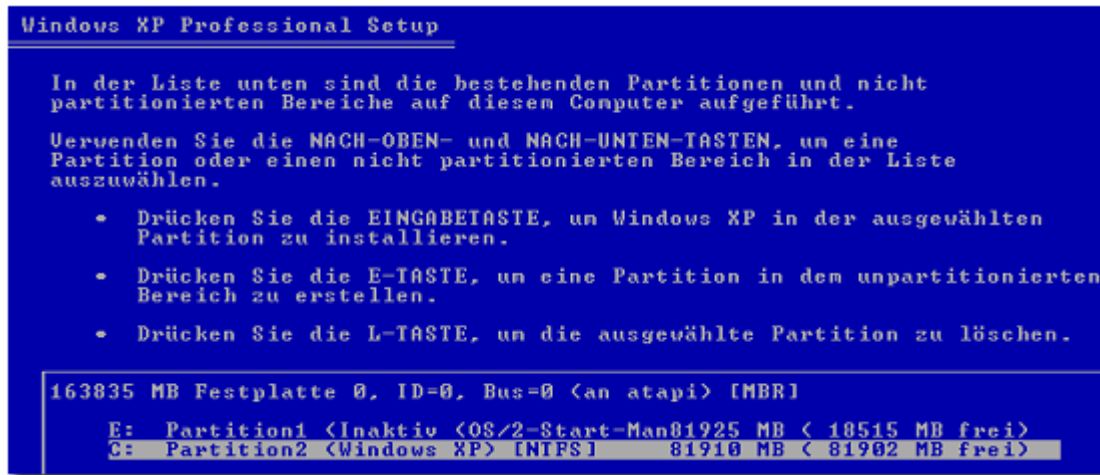 Windows XP Professional Setup
In der Liste unten sind die bestehenden Partitionen und nicht
partitionierten Bereiche auf diesem Computer aufgeführt.
Verwenden Sie die NACH-OBEN- und NACH-UNTEN-TASTEN, um eine
Partition oder einen nicht partitionierten Bereich in der Liste
auszuwählen.
• Drücken Sie die EINGABETASTE, um Windows XP in der ausgewählten
Partition zu installieren.
• Drücken Sie die E-TASTE, um eine Partition in dem unpartitionierten
Bereich zu erstellen.
• Drücken Sie die L-TASTE, um die ausgewählte Partition zu löschen.
163835 MB Festplatte 0, ID=0, Bus=0 (an atapi) [MBR]
E: Partition1 (Inaktiv (OS/2-Start-Man81925 MB ( 18515 MB frei)
C: Partition2 (Windows XP) [NTFS] 81910 MB ( 81902 MB frei)